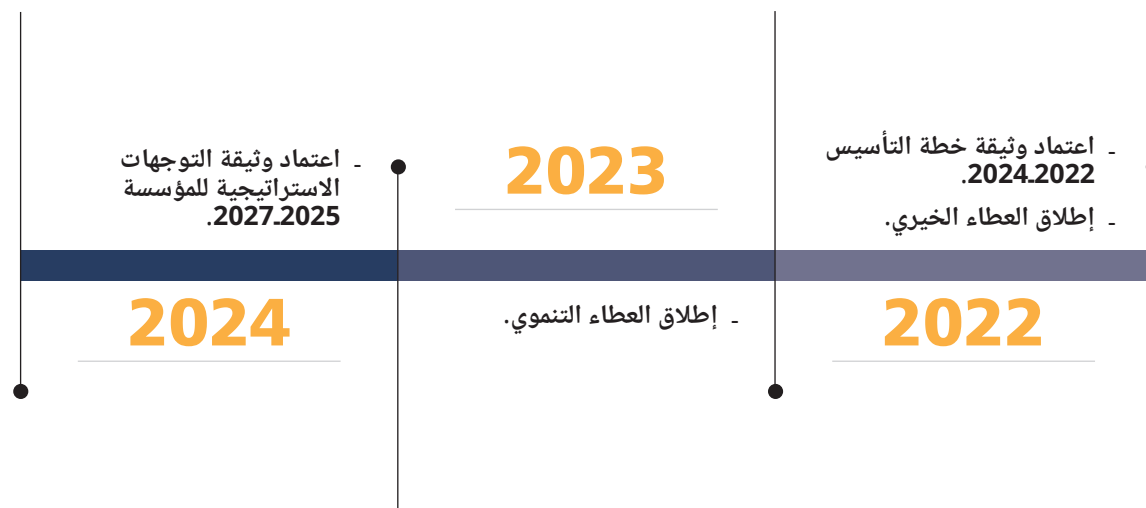 2022
- اعتماد وثيقة خطة التأسيس
2022ـ2024.
- إطلاق العطاء الخيري.
2023
- إطلاق العطاء التنموي.
2024
- اعتماد وثيقة التوجهات
الاستراتيجية للمؤسسة
2025ـ2027.